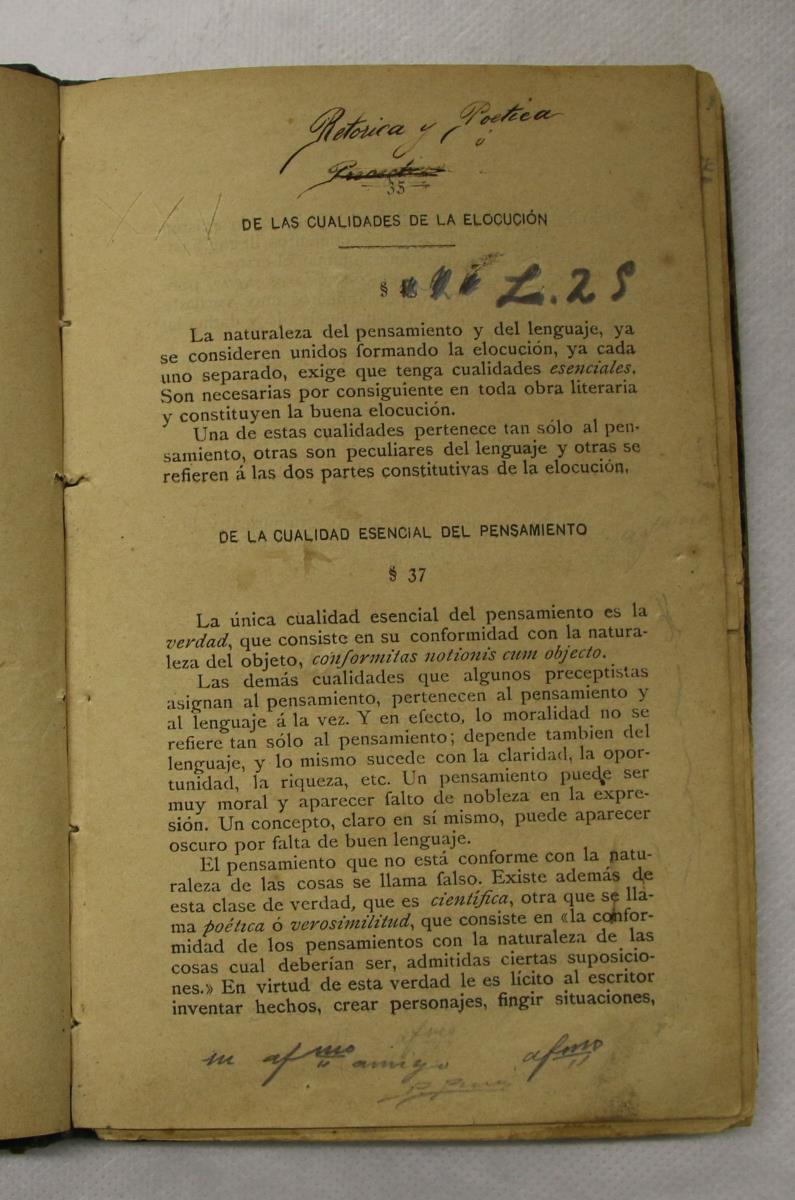 Retorica y Poetica
35
DE LAS CUALIDADES DE LA ELOCUCIÓN
§ L. 25
La naturaleza del pensamiento y del lenguaje, ya
se consideren unidos formando la elocución, ya cada
uno separado, exige que tenga cualidades esenciales.
Son necesarias por consiguiente en toda obra literaria
y constituyen la buena elocución.
Una de estas cualidades pertenece tan sólo al pen-
samiento, otras son peculiares del lenguaje y otras se
refieren á las dos partes constitutivas de la elocución.
DE LA CUALIDAD ESENCIAL DEL PENSAMIENTO
§ 37
La única cualidad esencial del pensamiento es la
verdad, que consiste en su conformidad con la natura-
leza del objeto, conformitas notionis cum objecto.
Las demás cualidades que algunos preceptistas
asignan al pensamiento, pertenecen al pensamiento y
al lenguaje á la vez. Y en efecto, lo moralidad no se
refiere tan sólo al pensamiento; depende tambien del
lenguaje, y lo mismo sucede con la claridad, la opor-
tunidad, la riqueza, etc. Un pensamiento puede ser
muy moral y aparecer falto de nobleza en la expre-
sión. Un concepto, claro en sí mismo, puede aparecer
oscuro por falta de buen lenguaje.
El pensamiento que no está conforme con la natu-
raleza de las cosas se llama falso. Existe además de
esta clase de verdad, que es científica, otra que se lla-
ma poética ó verosimilitud, que consiste en «la confor-
midad de los pensamientos con la naturaleza de las
cosas cual deberían ser, admitidas ciertas suposicio-
nes.» En virtud de esta verdad le es lícito al escritor
inventar hechos, crear personajes, fingir situaciones,
afmo amigo afmo